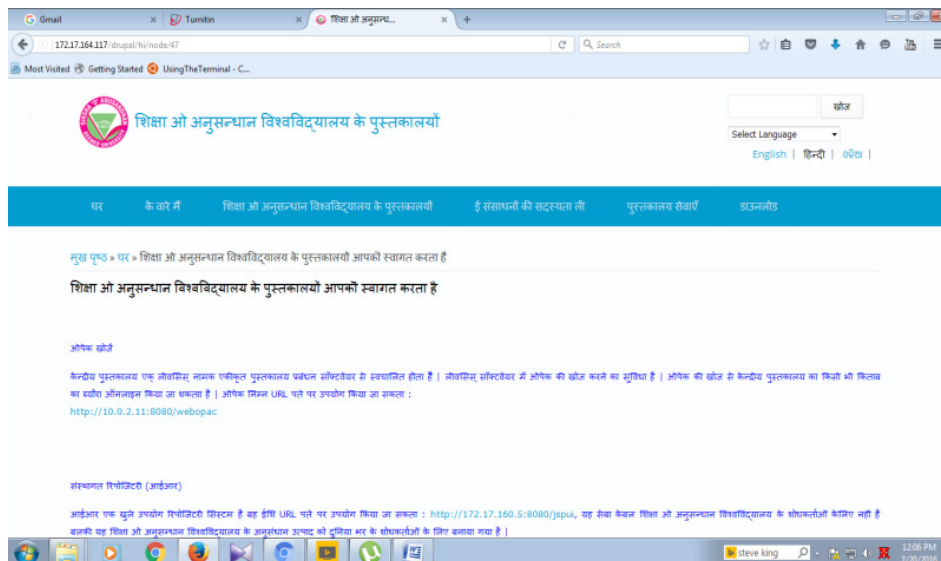 Gmail
Turnitin
शिक्षा ओ अनुसन्ध...
172.17.164.117/drupal/hi/node/47
Search
Most Visited Getting Started UsingTheTerminal - C...
शिक्षा ओ अनुसन्धान विश्वविद्यालय के पुस्तकालयों
खोज
Select Language
English | हिन्दी | ଓଡ଼ିଆ |
घर के वारे मैं शिक्षा ओ अनुसन्धान विश्वविद्यालय के पुस्तकालयों ई संसाधनों की सदस्यता ली पुस्तकालय सेवाएँ डाउनलोड
मुख पृष्ठ » घर » शिक्षा ओ अनुसन्धान विश्वविद्यालय के पुस्तकालयों आपकों स्वागत करता है
शिक्षा ओ अनुसन्धान विश्वविद्यालय के पुस्तकालयों आपकों स्वागत करता है
ओपेक खोजें
केन्द्रीय पुस्तकालय एक् लीवसिस् नामक एकीकृत पुस्तकालय प्रबंधन सॉफ्टवेयर से स्वचालित होता है | लीवसिस् सॉफ्टवेयर में ओपेक की खोज करने का सुविधा है | ओपेक की खोज से केन्द्रीय पुस्तकालय का किसी भी किताब
का ब्यौरा ऑनलाइन किया जा शकता है | ओपेक निम्न URL पते पर उपयोग किया जा सकता :
http://10.0.2.11:8080/webopac
संस्थागत रिपोजिटरी (आईआर)
आईआर एक खुले उपयोग रिपोजिटरी सिस्टम है बह ईधि URL पते पर उपयोग किया जा सकता : http://172.17.160.5:8080/jspui, यह सेवा केबल शिक्षा ओ अनुसन्धान विश्वविद्यालय के शोधकर्ताओं केलिए नही है
बलकी यह शिक्षा ओ अनुसन्धान विश्वविद्यालय के अनुसंधान उत्पाद को दुनिया भर के शोधकर्ताओं के लिए बनाया गया है |
steve king
12:06 PM